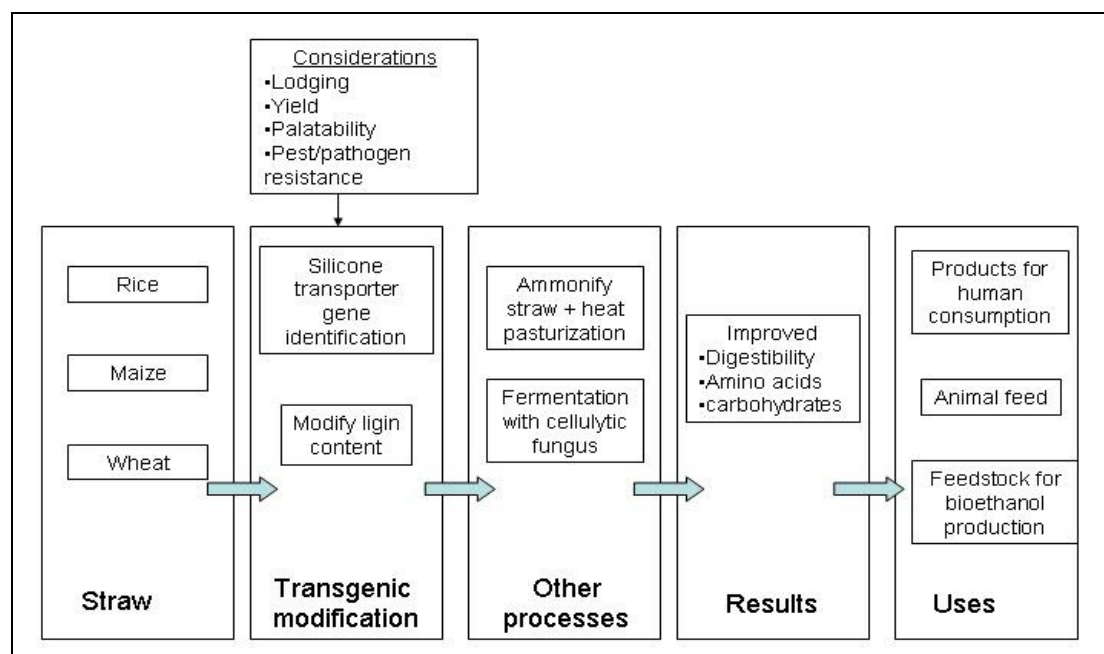 Considerations
▪Lodging
▪Yield
▪Palatability
▪Pest/pathogen
resistance
Rice
Maize
Wheat
Straw
Silicone
transporter
gene
identification
Modify ligin
content
Transgenic
modification
Ammonify
straw + heat
pasturization
Fermentation
with cellulytic
fungus
Other
processes
Improved
▪Digestibility
▪Amino acids
▪carbohydrates
Results
Products for
human
consumption
Animal feed
Feedstock for
bioethanol
production
Uses